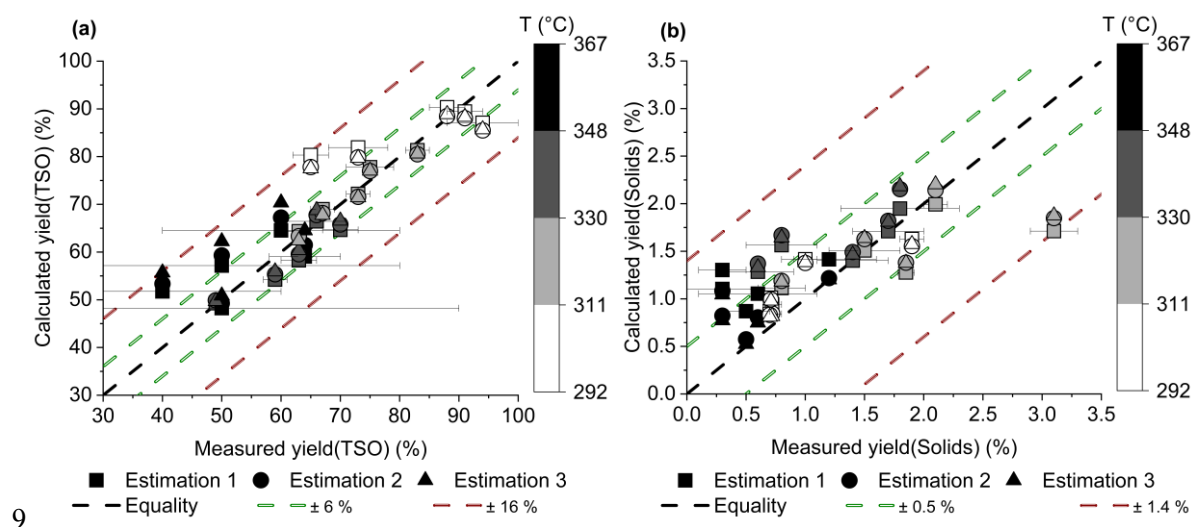 (a)
T (°C)
367
348
330
311
292
Calculated yield(TSO) (%)
100
90
80
70
60
50
40
30
30 40 50 60 70 80 90 100
Measured yield(TSO) (%)
Estimation 1 Estimation 2 Estimation 3
Equality ± 6 % ± 16 %
(b)
T (°C)
367
348
330
311
292
Calculated yield(Solids) (%)
3.5
3.0
2.5
2.0
1.5
1.0
0.5
0.0
0.0 0.5 1.0 1.5 2.0 2.5 3.0 3.5
Measured yield(Solids) (%)
Estimation 1 Estimation 2 Estimation 3
Equality ± 0.5 % ± 1.4 %
9